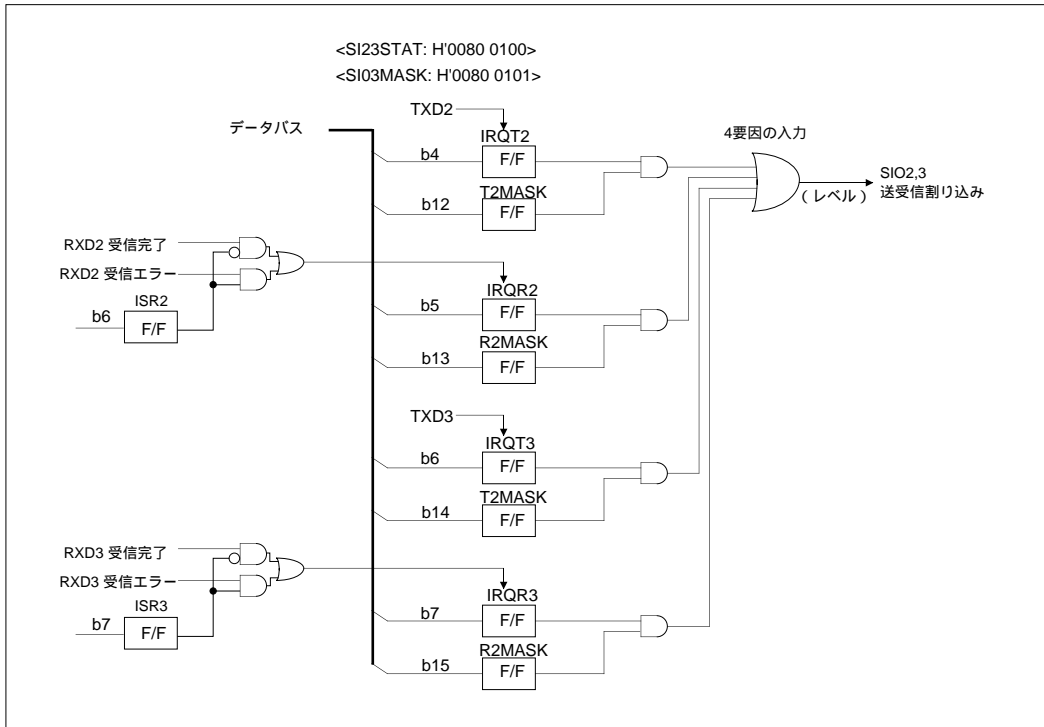 <SI23STAT: H'0080 0100>
<SI03MASK: H'0080 0101>
データバス
TXD2
IRQT2
b4
F/F
T2MASK
b12
F/F
4要因の入力
(レベル)
SIO2,3
送受信割り込み
RXD2 受信完了
RXD2 受信エラー
ISR2
b6
F/F
IRQR2
b5
F/F
R2MASK
b13
F/F
TXD3
IRQT3
b6
F/F
T2MASK
b14
F/F
RXD3 受信完了
RXD3 受信エラー
ISR3
b7
F/F
IRQR3
b7
F/F
R2MASK
b15
F/F